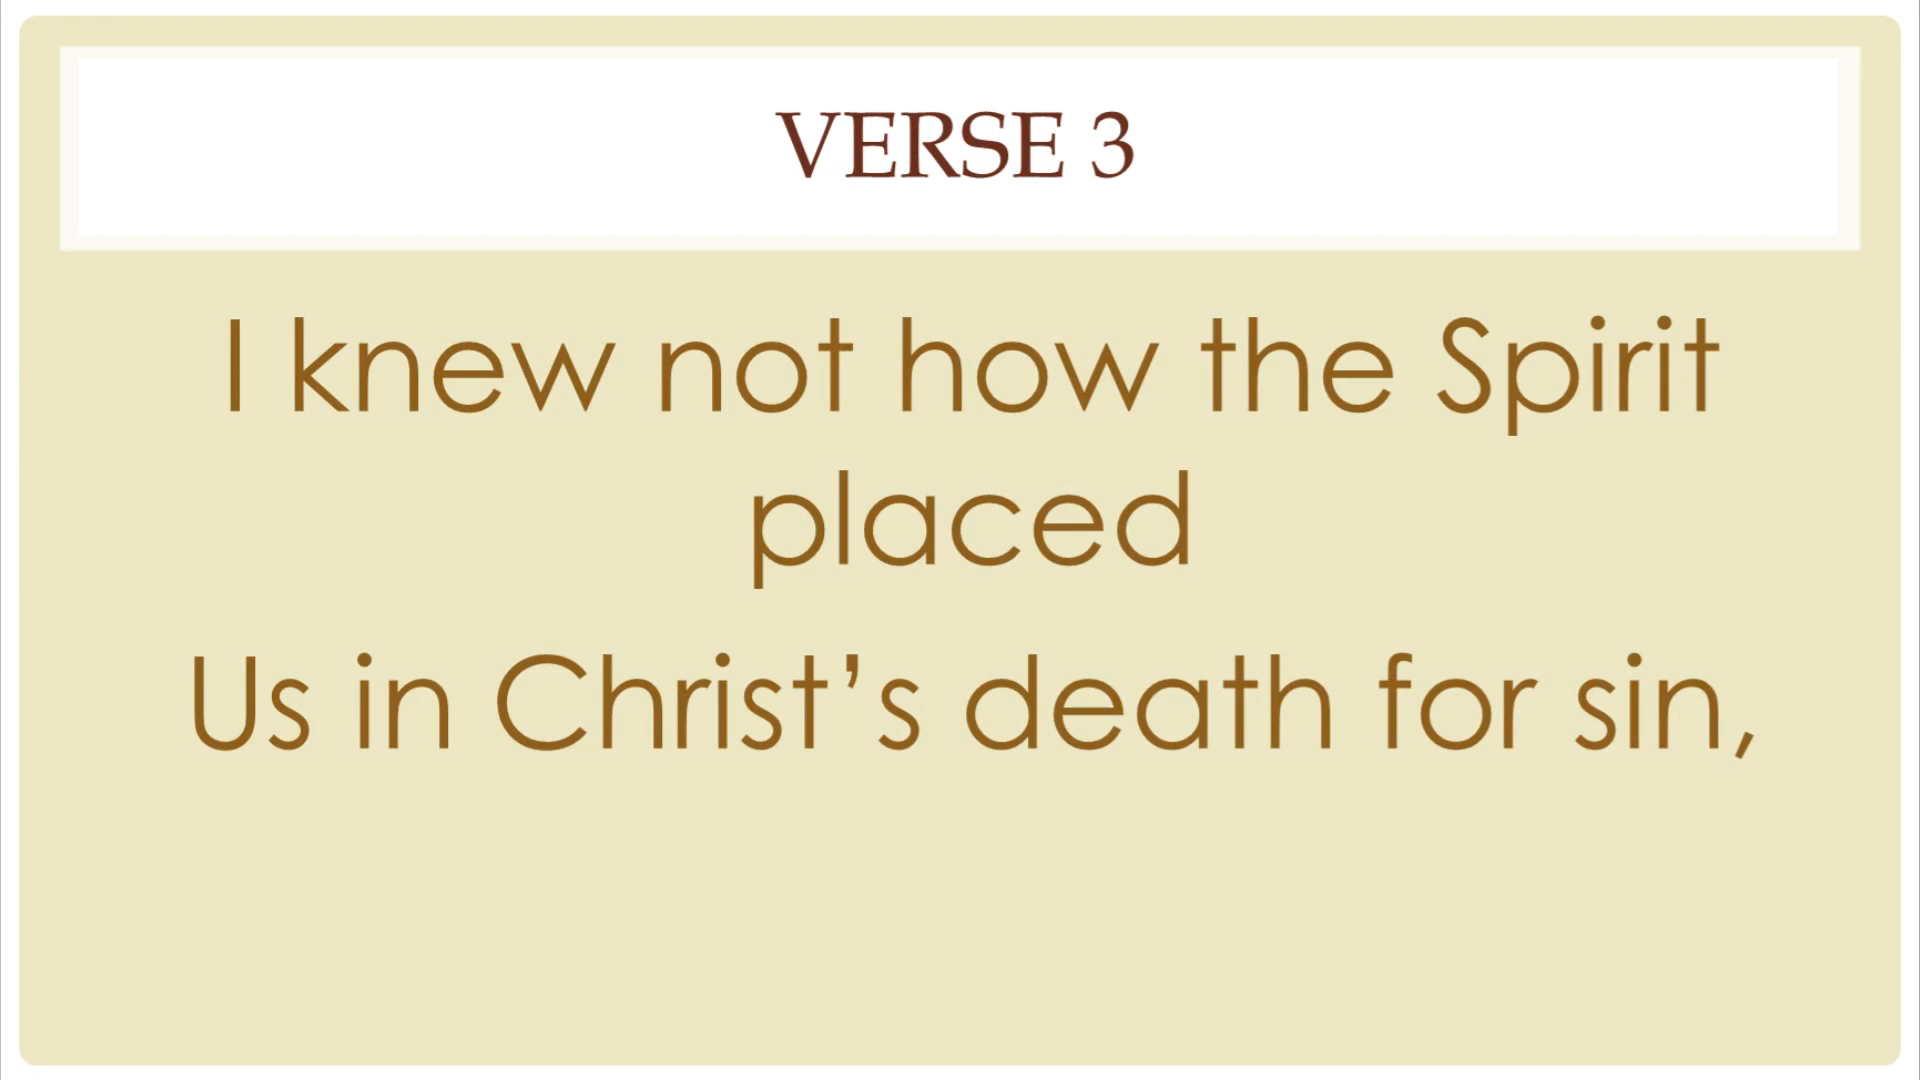 VERSE 3
I knew not how the Spirit
placed
Us in Christ’s death for sin,